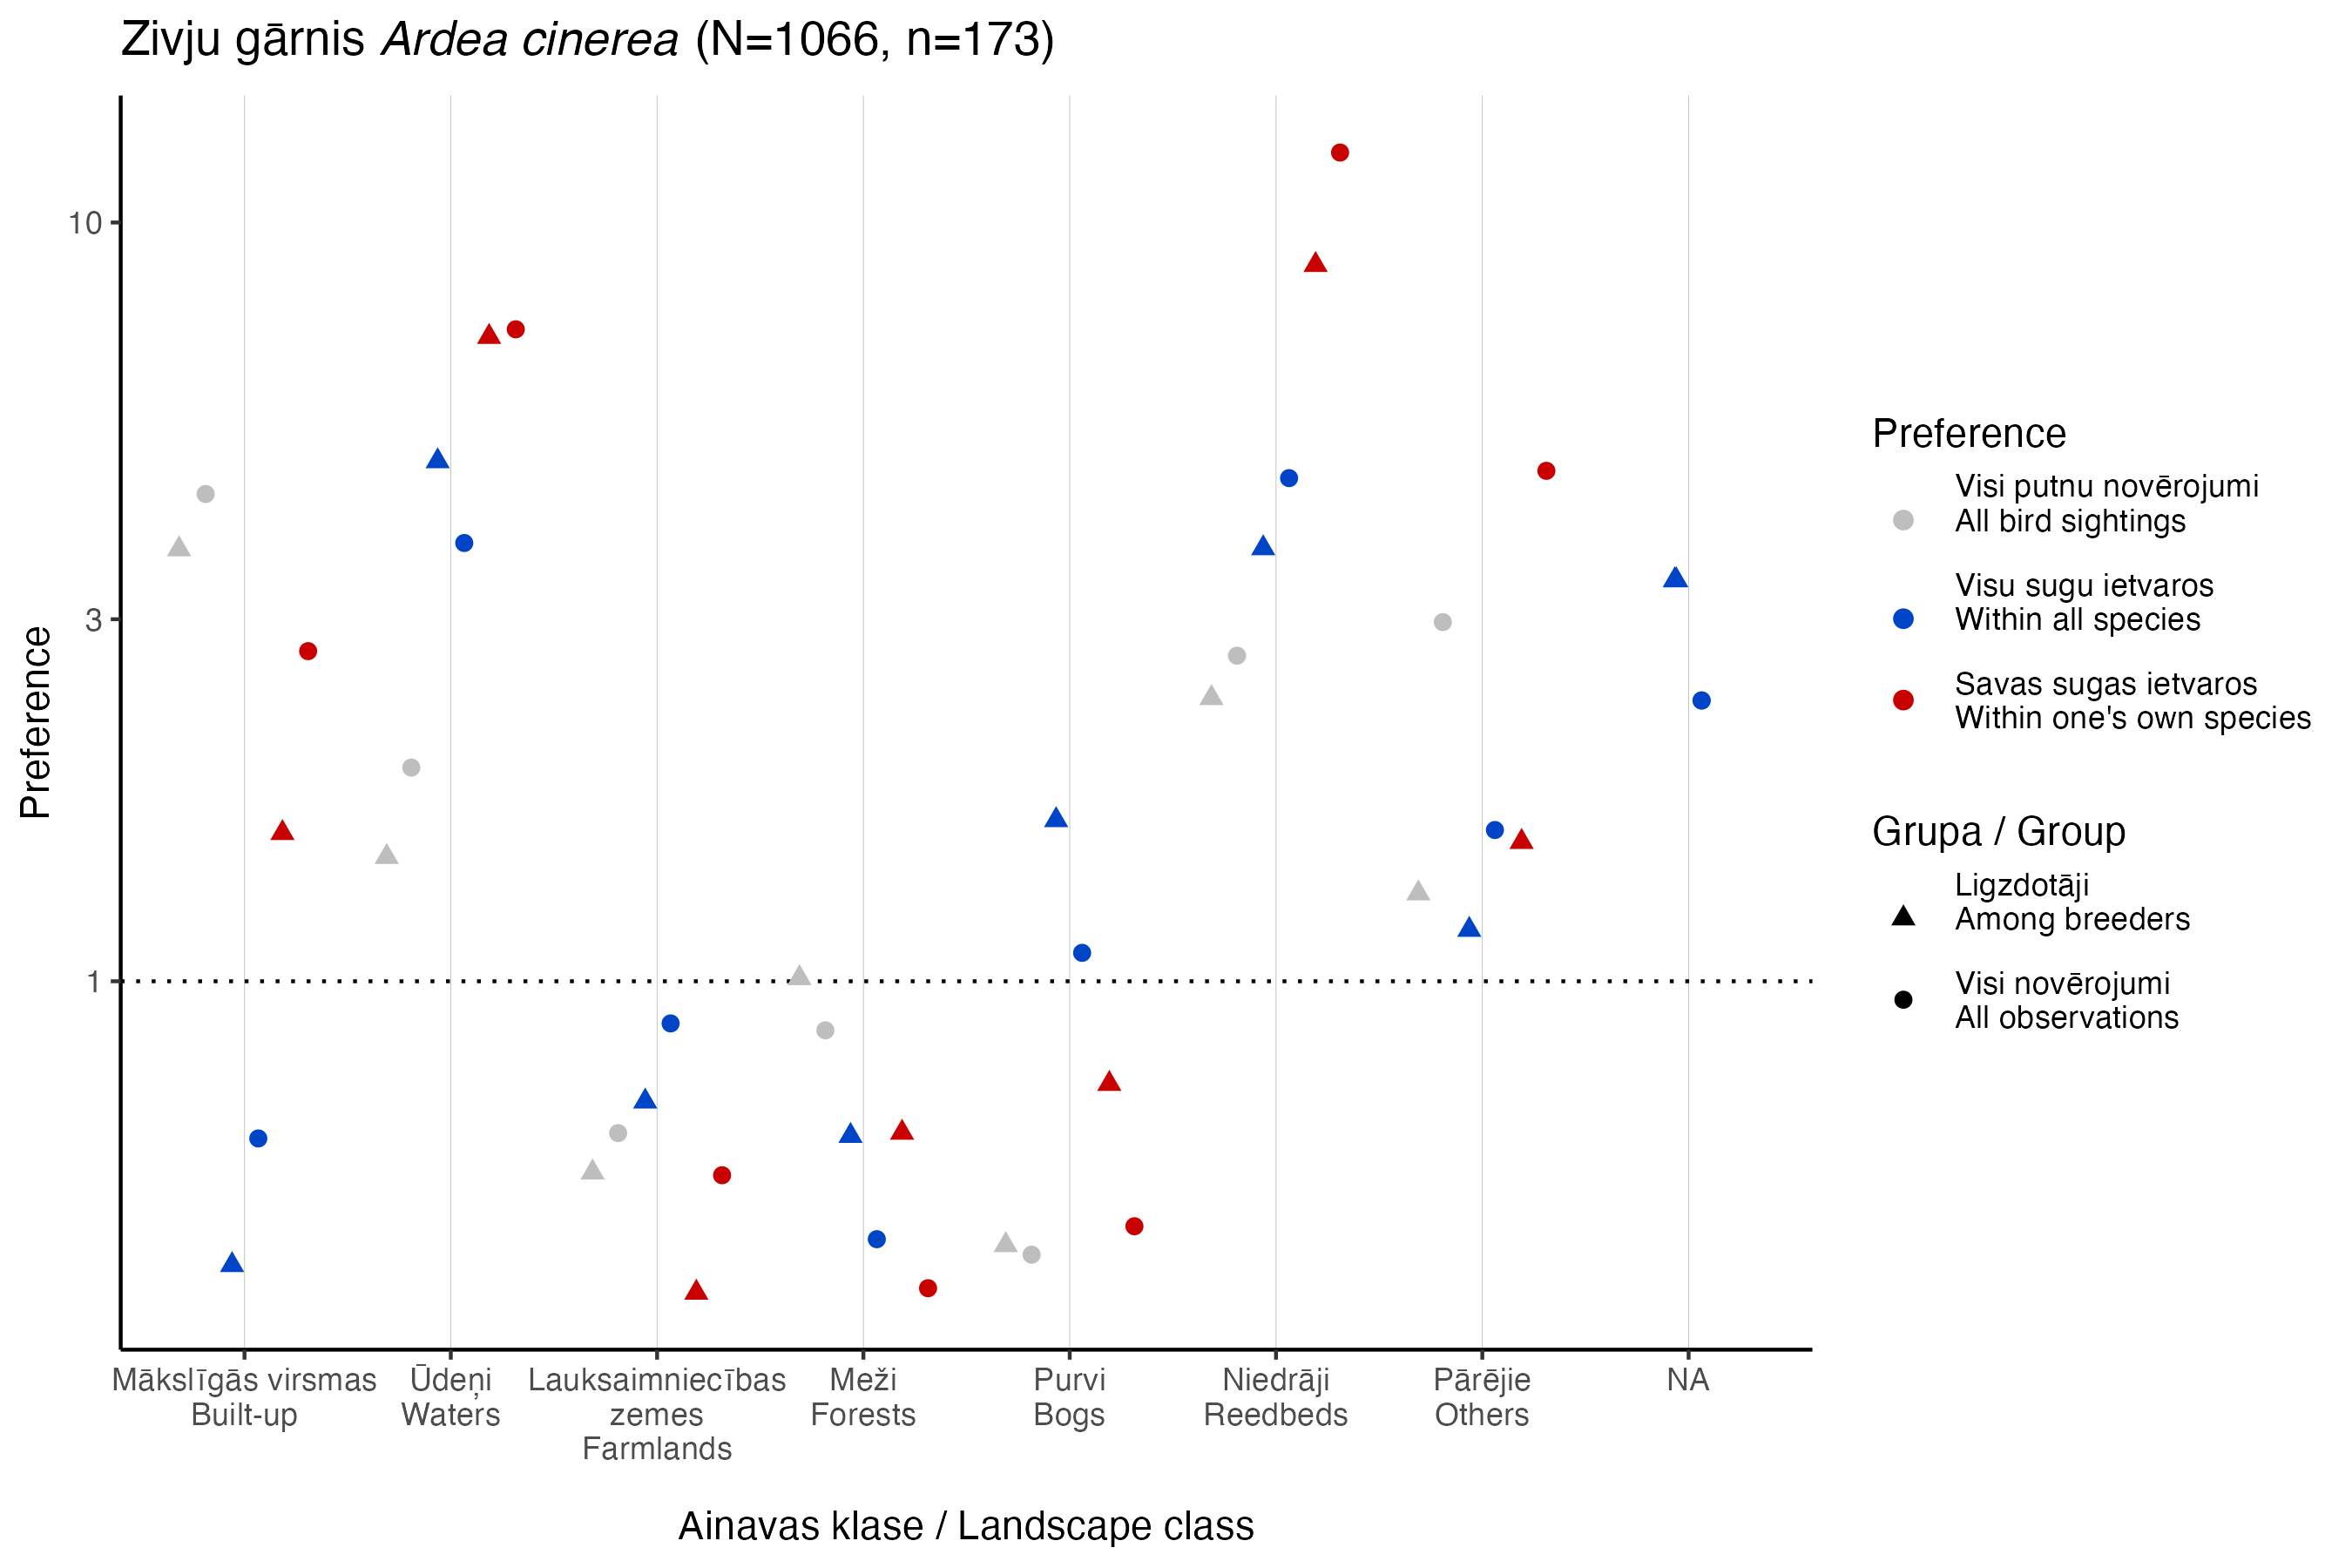 Zivju gārnis Ardea cinerea (N=1066, n=173)
Preference
10
3
1
Mākslīgās virsmas
Built-up
Ūdeņi
Waters
Lauksaimniecības
zemes
Farmlands
Meži
Forests
Purvi
Bogs
Niedrāji
Reedbeds
Pārējie
Others
NA
Ainavas klase / Landscape class
Preference
Visi putnu novērojumi
All bird sightings
Visu sugu ietvaros
Within all species
Savas sugas ietvaros
Within one's own species
Grupa / Group
Ligzdotāji
Among breeders
Visi novērojumi
All observations